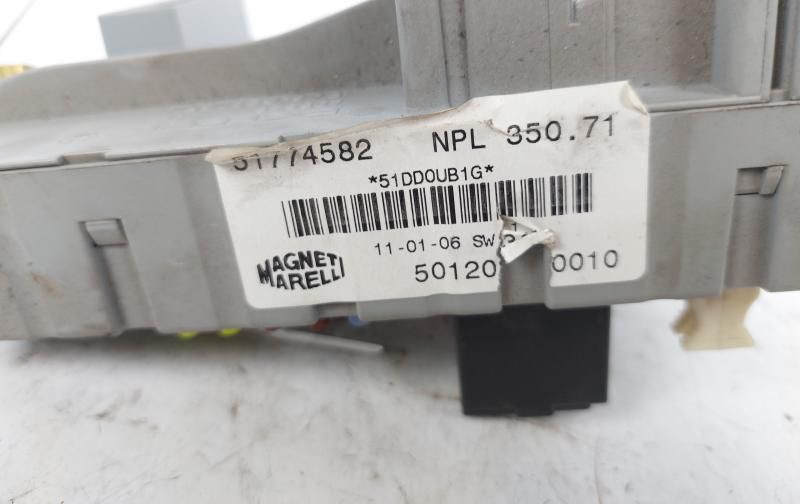 51774582 NPL 350.71
*51DD0UB1G*
11-01-06 SW
MAGNETI MARELLI
50120 0010